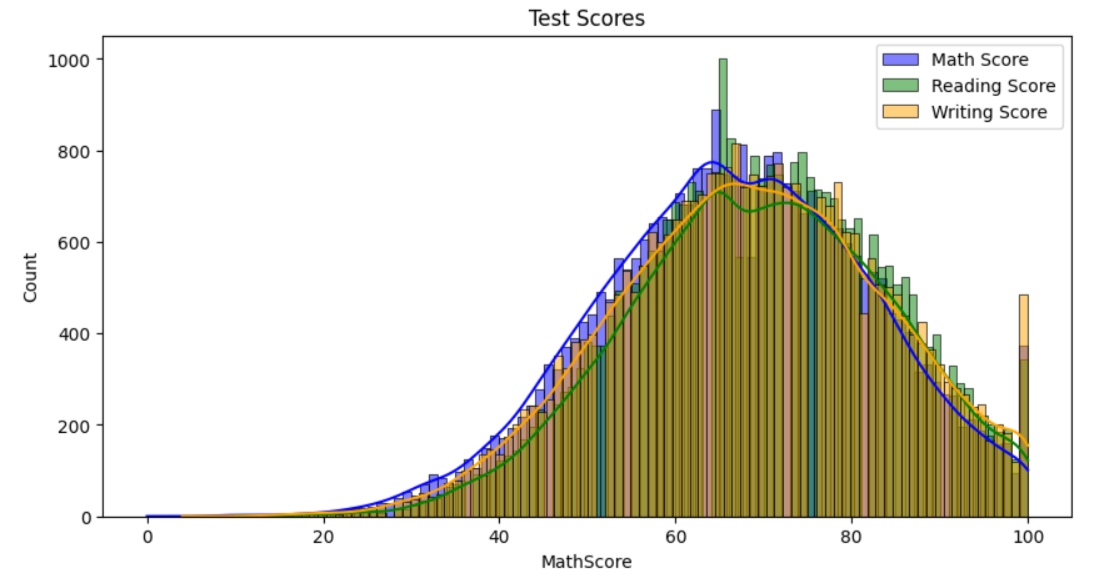 Test Scores
Math Score
Reading Score
Writing Score
1000
800
600
400
200
0
Count
0 20 40 60 80 100
MathScore